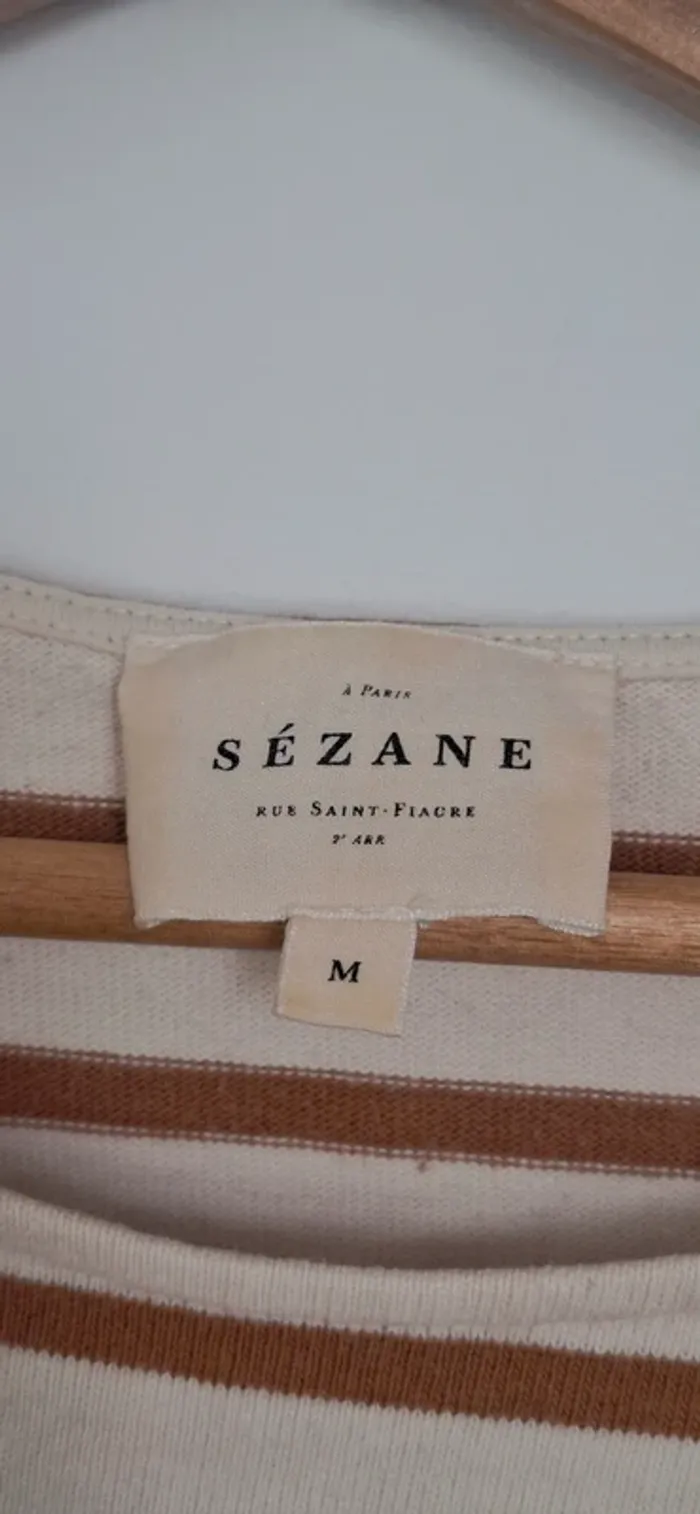 À PARIS
SÉZANE
RUE SAINT-FIACRE
2ᵉ ARR
M